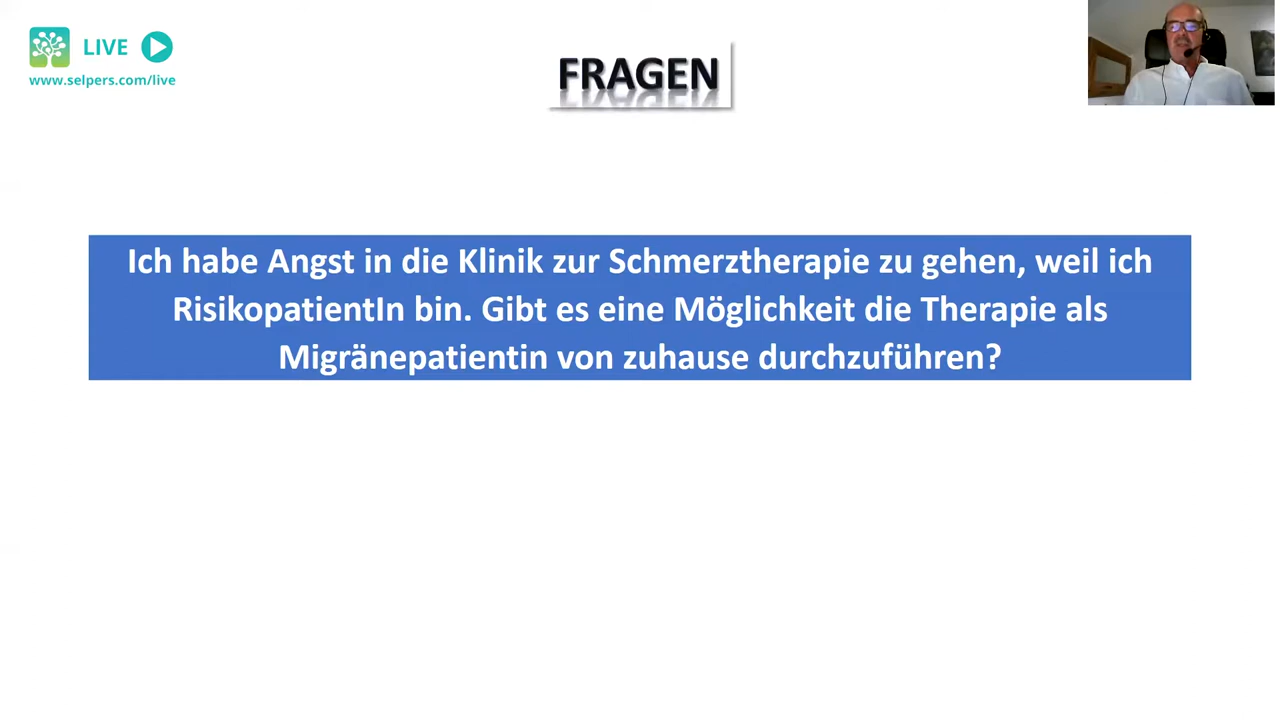 LIVE
www.selpers.com/live
FRAGEN
Ich habe Angst in die Klinik zur Schmerztherapie zu gehen, weil ich
RisikopatientIn bin. Gibt es eine Möglichkeit die Therapie als
Migränepatientin von zuhause durchzuführen?